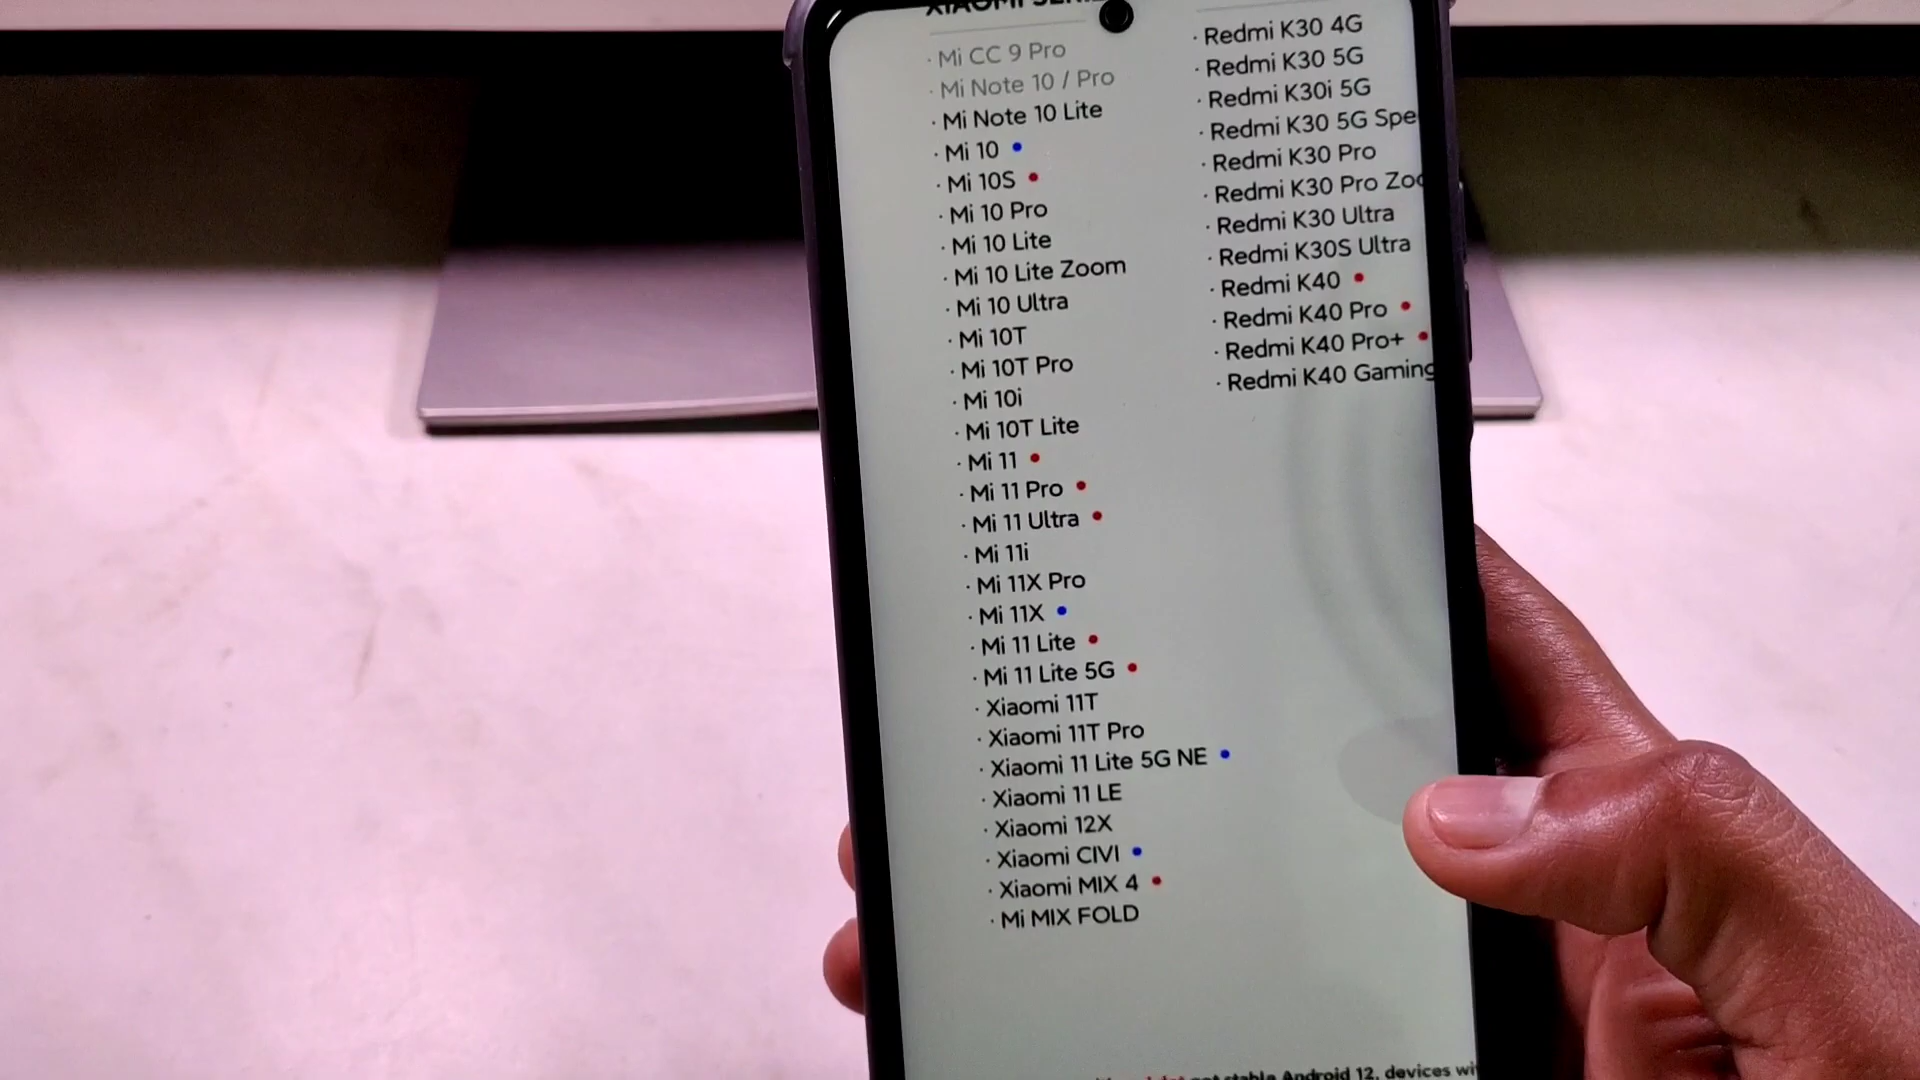 XIAOMI SERIE
· Mi CC 9 Pro
· Mi Note 10 / Pro
· Mi Note 10 Lite
· Mi 10
· Mi 10S
· Mi 10 Pro
· Mi 10 Lite
· Mi 10 Lite Zoom
· Mi 10 Ultra
· Mi 10T
· Mi 10T Pro
· Mi 10i
· Mi 10T Lite
· Mi 11
· Mi 11 Pro
· Mi 11 Ultra
· Mi 11i
· Mi 11X Pro
· Mi 11X
· Mi 11 Lite
· Mi 11 Lite 5G
· Xiaomi 11T
· Xiaomi 11T Pro
· Xiaomi 11 Lite 5G NE
· Xiaomi 11 LE
· Xiaomi 12X
· Xiaomi CIVI
· Xiaomi MIX 4
· Mi MIX FOLD
· Redmi K30 4G
· Redmi K30 5G
· Redmi K30i 5G
· Redmi K30 5G Spe
· Redmi K30 Pro
· Redmi K30 Pro Zoo
· Redmi K30 Ultra
· Redmi K30S Ultra
· Redmi K40
· Redmi K40 Pro
· Redmi K40 Pro+
· Redmi K40 Gaming
stable Android 12, devices wi